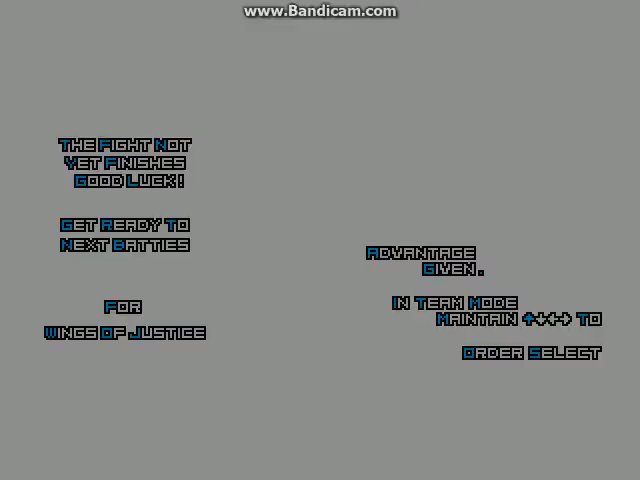 www.Bandicam.com
The Fight Not
Yet Finishes
Good Luck!
Get Ready To
Next Batties
For
Wings Of Justice
Advantage
Given.
In Team Mode
Maintain ↑↓←→ To
Order Select